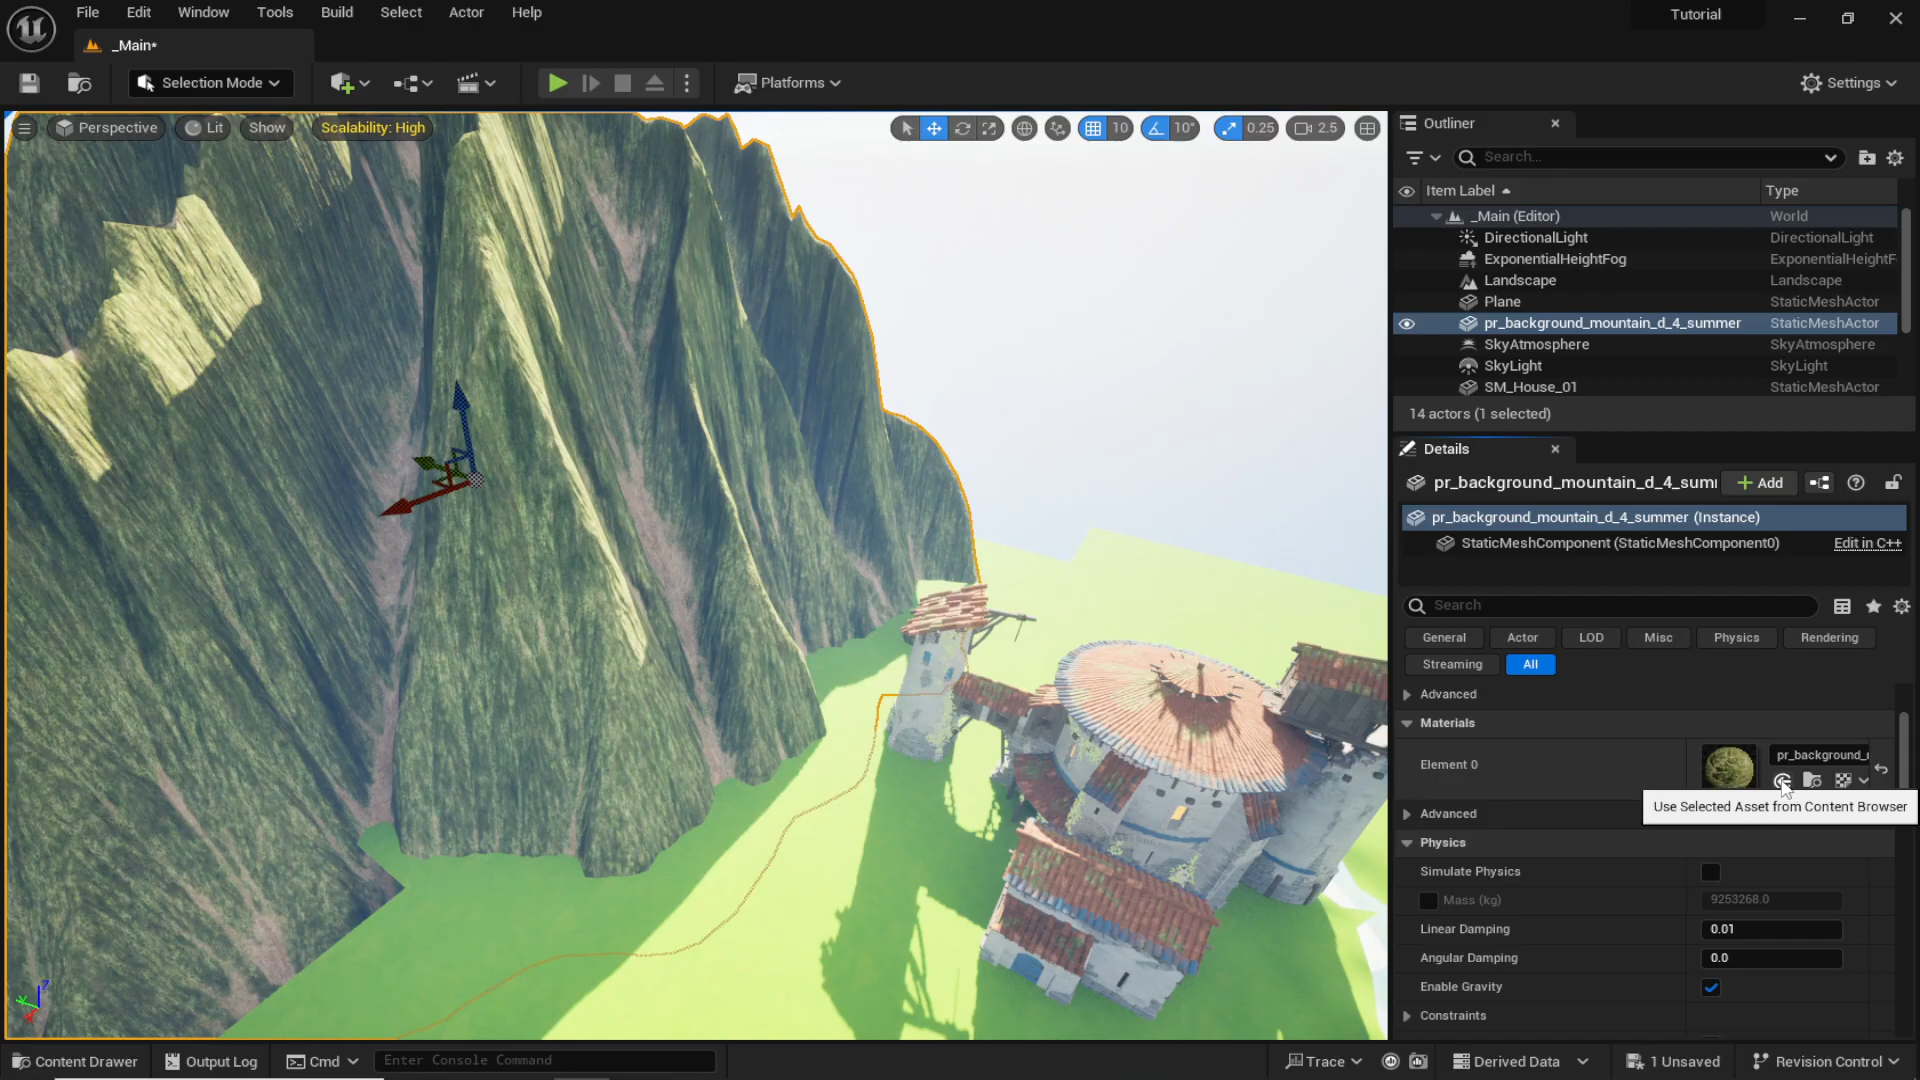 File Edit Window Tools Build Select Actor Help
Tutorial
_Main*
Selection Mode
Platforms
Settings
Perspective Lit Show Scalability: High
10 10° 0.25 2.5
Outliner
Search...
Item Label Type
_Main (Editor) World
DirectionalLight DirectionalLight
ExponentialHeightFog ExponentialHeightF
Landscape Landscape
Plane StaticMeshActor
pr_background_mountain_d_4_summer StaticMeshActor
SkyAtmosphere SkyAtmosphere
SkyLight SkyLight
SM_House_01 StaticMeshActor
14 actors (1 selected)
Details
pr_background_mountain_d_4_sumr Add
pr_background_mountain_d_4_summer (Instance)
StaticMeshComponent (StaticMeshComponent0) Edit in C++
Search
General Actor LOD Misc Physics Rendering
Streaming All
Advanced
Materials
Element 0 pr_background_r
Use Selected Asset from Content Browser
Advanced
Physics
Simulate Physics
Mass (kg) 9253268.0
Linear Damping 0.01
Angular Damping 0.0
Enable Gravity
Constraints
Z
Content Drawer Output Log Cmd Enter Console Command Trace Derived Data 1 Unsaved Revision Control